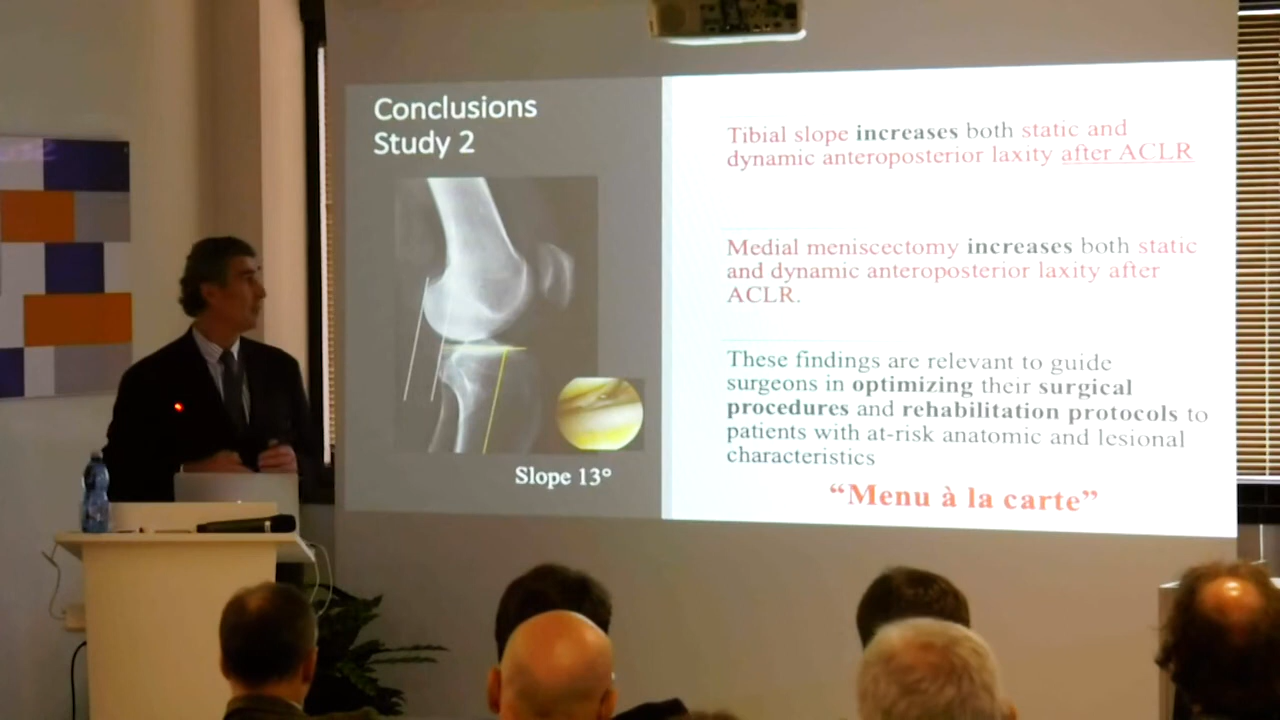 Conclusions
Study 2
Slope 13°
Tibial slope increases both static and
dynamic anteroposterior laxity after ACLR
Medial meniscectomy increases both static
and dynamic anteroposterior laxity after
ACLR.
These findings are relevant to guide
surgeons in optimizing their surgical
procedures and rehabilitation protocols to
patients with at-risk anatomic and lesional
characteristics
“Menu à la carte”